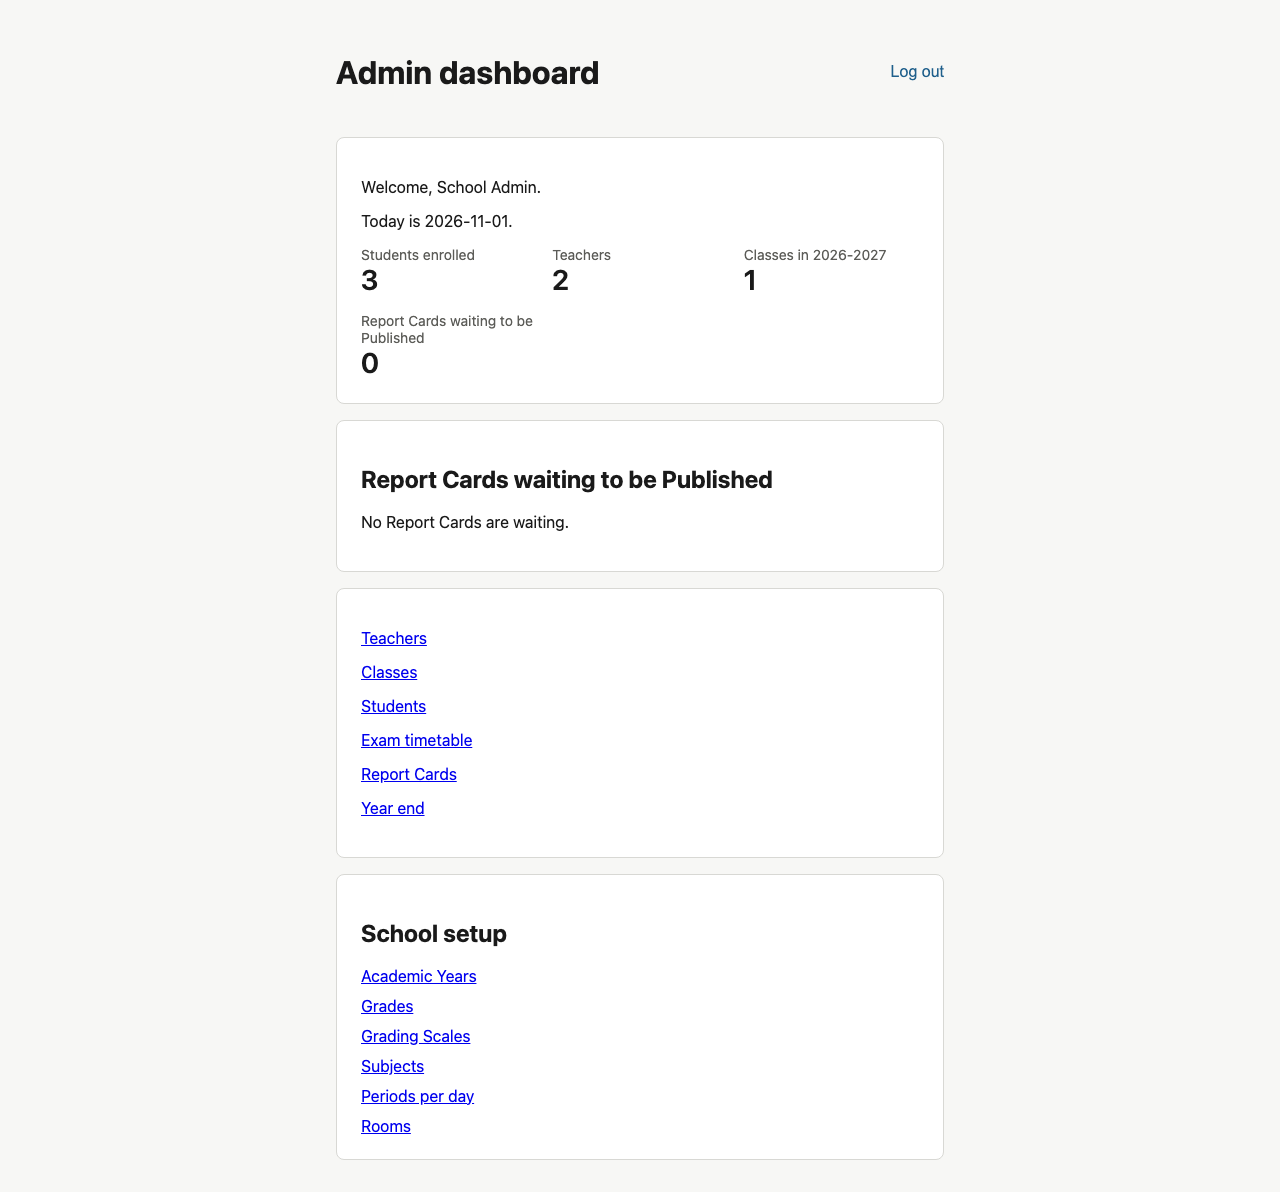 Admin dashboard
Log out
Welcome, School Admin.
Today is 2026-11-01.
Students enrolled
3
Teachers
2
Classes in 2026-2027
1
Report Cards waiting to be
Published
0
Report Cards waiting to be Published
No Report Cards are waiting.
Teachers
Classes
Students
Exam timetable
Report Cards
Year end
School setup
Academic Years
Grades
Grading Scales
Subjects
Periods per day
Rooms